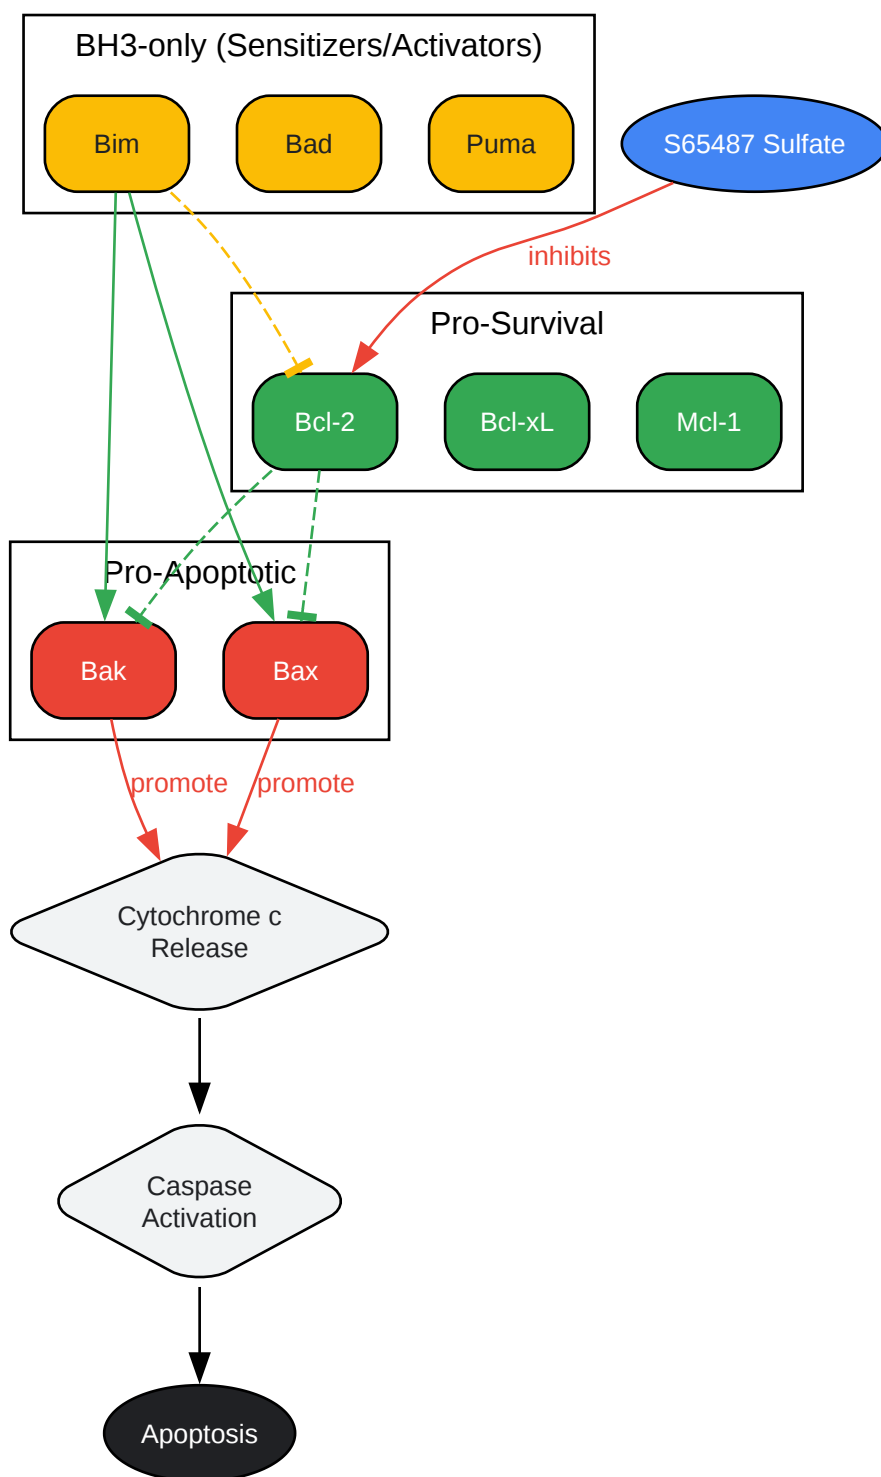 BH3-only (Sensitizers/Activators)
Bim
Bad
Puma
S65487 Sulfate
inhibits
Pro-Survival
Bcl-2
Bcl-xL
Mcl-1
Pro-Apoptotic
Bak
Bax
promote
promote
Cytochrome c
Release
Caspase
Activation
Apoptosis